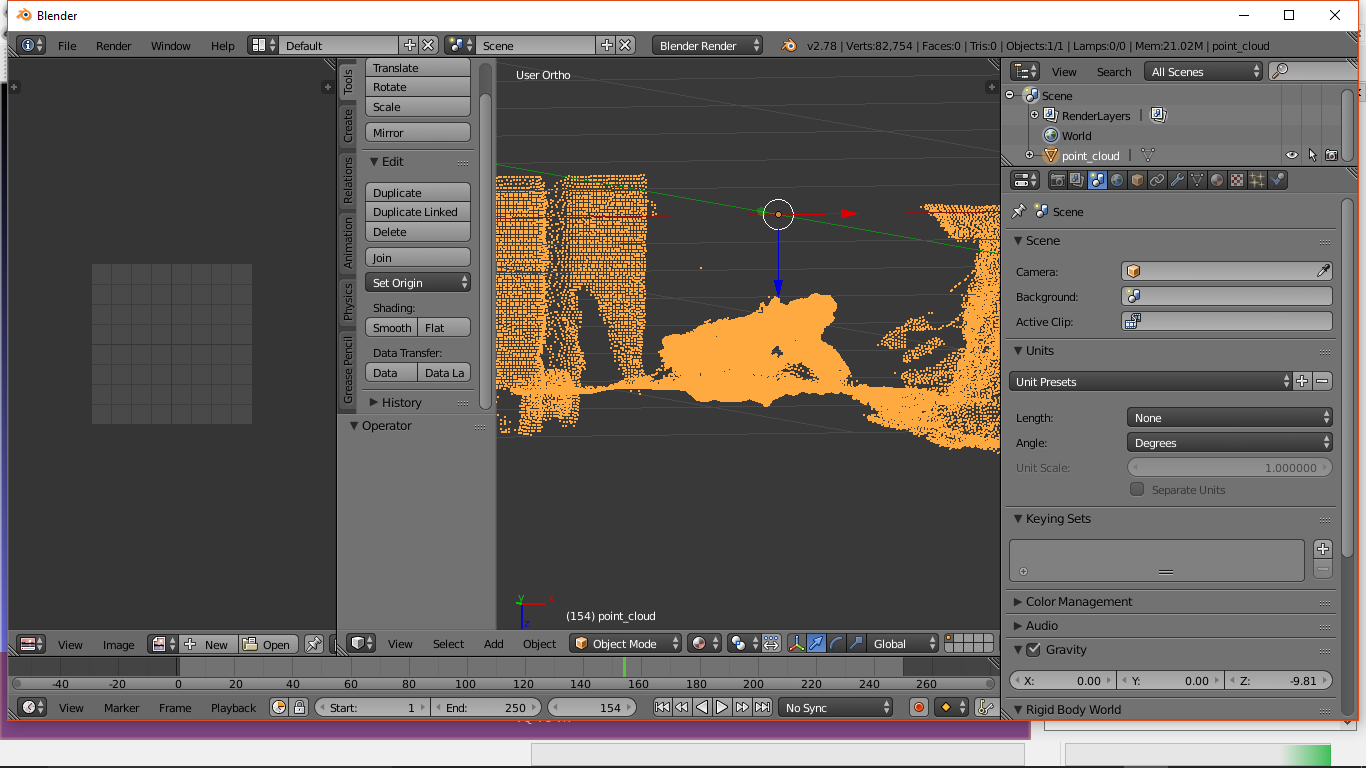 Blender
File Render Window Help Default Scene Blender Render v2.78 | Verts:82,754 | Faces:0 | Tris:0 | Objects:1/1 | Lamps:0/0 | Mem:21.02M | point_cloud
Tools
Create
Relations
Animation
Physics
Grease Pencil
Translate
Rotate
Scale
Mirror
Edit
Duplicate
Duplicate Linked
Delete
Join
Set Origin
Shading:
Smooth Flat
Data Transfer:
Data Data La
History
Operator
User Ortho
y x
z
(154) point_cloud
View Search All Scenes
Scene
RenderLayers |
World
point_cloud |
Scene
Scene
Camera:
Background:
Active Clip:
Units
Unit Presets
Length: None
Angle: Degrees
Unit Scale: 1.000000
Separate Units
Keying Sets
Color Management
Audio
Gravity
X: 0.00 Y: 0.00 Z: -9.81
Rigid Body World
View Image New Open
View Select Add Object Object Mode Global
-40 -20 0 20 40 60 80 100 120 140 160 180 200 220 240 260
View Marker Frame Playback Start: 1 End: 250 154 No Sync